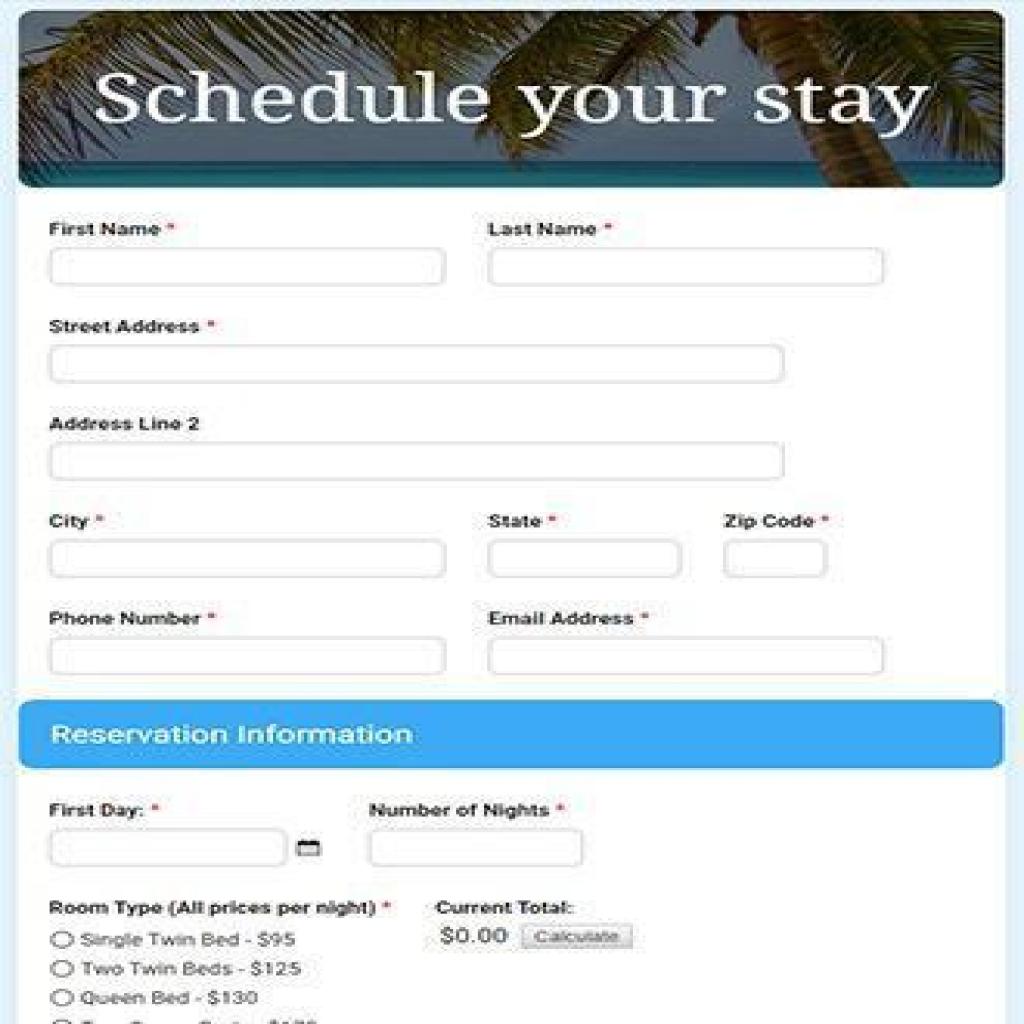 Schedule your stay
First Name * Last Name *
Street Address *
Address Line 2
City * State * Zip Code *
Phone Number * Email Address *
Reservation Information
First Day: * Number of Nights *
Room Type (All prices per night) * Current Total:
$0.00 Calculate
Single Twin Bed - $95
Two Twin Beds - $125
Queen Bed - $130